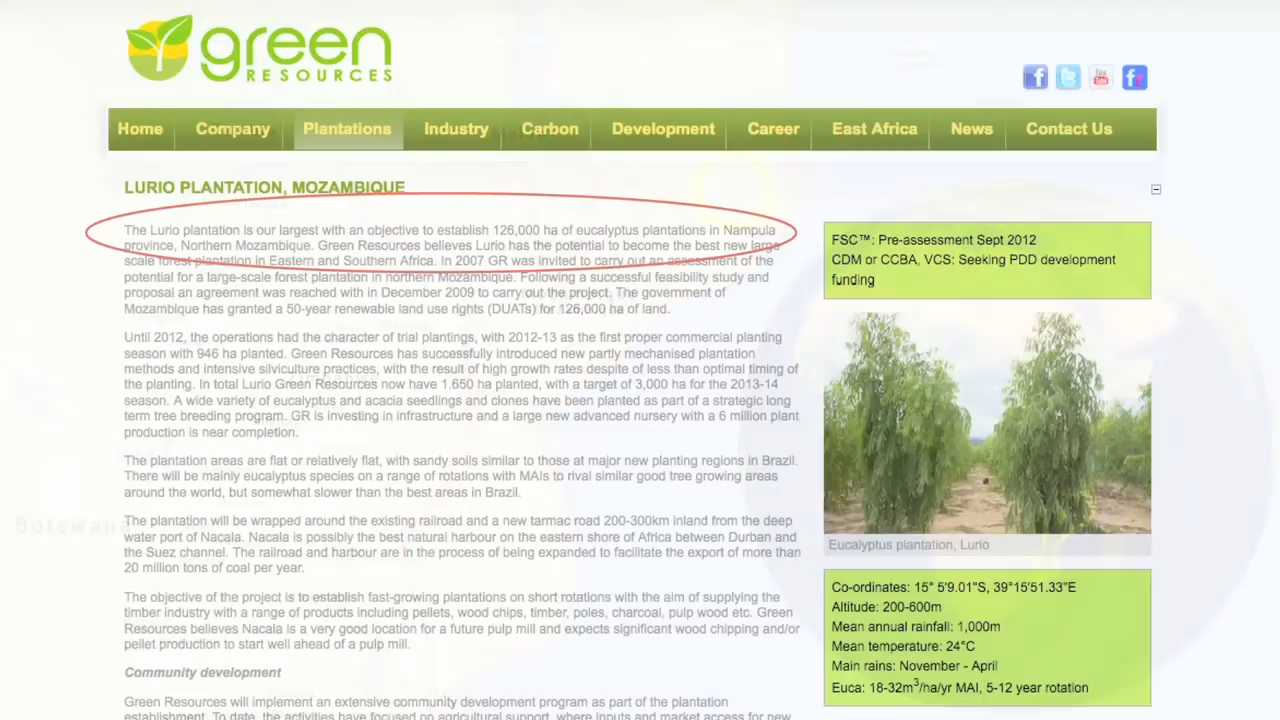 green
RESOURCES
Home Company Plantations Industry Carbon Development Career East Africa News Contact Us
LURIO PLANTATION, MOZAMBIQUE
The Lurio plantation is our largest with an objective to establish 126,000 ha of eucalyptus plantations in Nampula
province, Northern Mozambique. Green Resources believes Lurio has the potential to become the best new large
scale forest plantation in Eastern and Southern Africa. In 2007 GR was invited to carry out an assessment of the
potential for a large-scale forest plantation in northern Mozambique. Following a successful feasibility study and
proposal an agreement was reached with in December 2009 to carry out the project. The government of
Mozambique has granted a 50-year renewable land use rights (DUATs) for 126,000 ha of land.
Until 2012, the operations had the character of trial plantings, with 2012-13 as the first proper commercial planting
season with 946 ha planted. Green Resources has successfully introduced new partly mechanised plantation
methods and intensive silviculture practices, with the result of high growth rates despite of less than optimal timing of
the planting. In total Lurio Green Resources now have 1.650 ha planted, with a target of 3,000 ha for the 2013-14
season. A wide variety of eucalyptus and acacia seedlings and clones have been planted as part of a strategic long
term tree breeding program. GR is investing in infrastructure and a large new advanced nursery with a 6 million plant
production is near completion.
The plantation areas are flat or relatively flat, with sandy soils similar to those at major new planting regions in Brazil.
There will be mainly eucalyptus species on a range of rotations with MAIs to rival similar good tree growing areas
around the world, but somewhat slower than the best areas in Brazil.
The plantation will be wrapped around the existing railroad and a new tarmac road 200-300km inland from the deep
water port of Nacala. Nacala is possibly the best natural harbour on the eastern shore of Africa between Durban and
the Suez channel. The railroad and harbour are in the process of being expanded to facilitate the export of more than
20 million tons of coal per year.
The objective of the project is to establish fast-growing plantations on short rotations with the aim of supplying the
timber industry with a range of products including pellets, wood chips, timber, poles, charcoal, pulp wood etc. Green
Resources believes Nacala is a very good location for a future pulp mill and expects significant wood chipping and/or
pellet production to start well ahead of a pulp mill.
Community development
Green Resources will implement an extensive community development program as part of the plantation
establishment. To date, the activities have focused on agricultural support, where inputs and market access for new
FSC™: Pre-assessment Sept 2012
CDM or CCBA, VCS: Seeking PDD development
funding
Eucalyptus plantation, Lurio
Co-ordinates: 15° 5'9.01"S, 39°15'51.33"E
Altitude: 200-600m
Mean annual rainfall: 1,000m
Mean temperature: 24°C
Main rains: November - April
Euca: 18-32m³/ha/yr MAI, 5-12 year rotation
Botswana